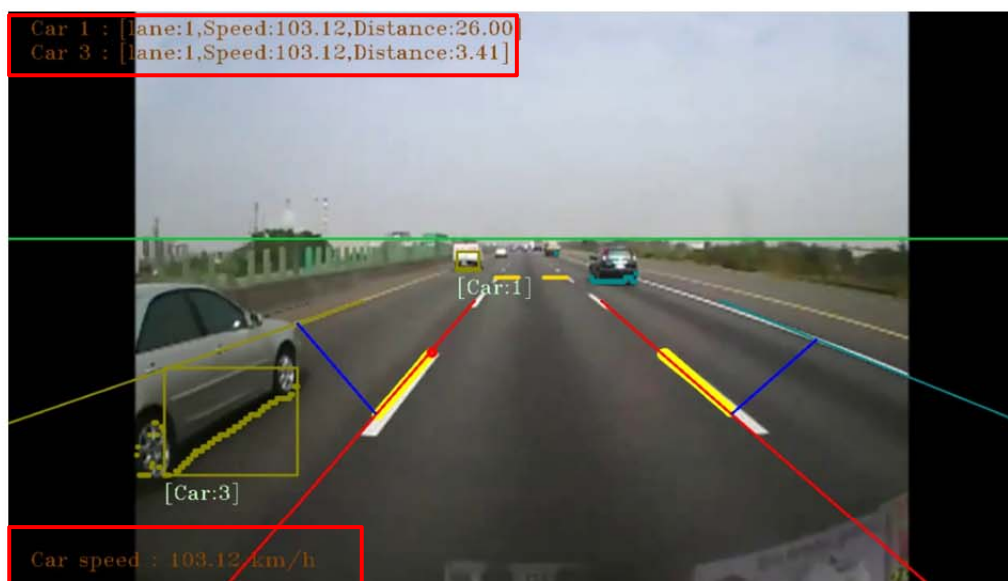 Car 1 : [lane:1,Speed:103.12,Distance:26.00]
Car 3 : [lane:1,Speed:103.12,Distance:3.41]
[Car:1]
[Car:3]
Car speed : 103.12 km/h